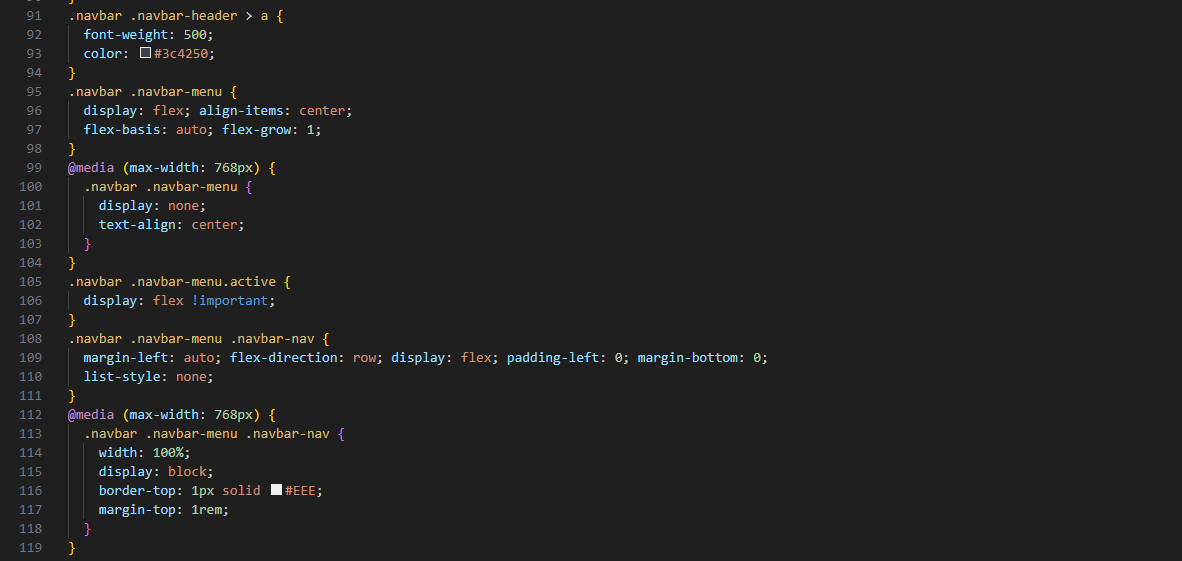 91 .navbar .navbar-header > a {
92 font-weight: 500;
93 color: #3c4250;
94 }
95 .navbar .navbar-menu {
96 display: flex; align-items: center;
97 flex-basis: auto; flex-grow: 1;
98 }
99 @media (max-width: 768px) {
100 .navbar .navbar-menu {
101 display: none;
102 text-align: center;
103 }
104 }
105 .navbar .navbar-menu.active {
106 display: flex !important;
107 }
108 .navbar .navbar-menu .navbar-nav {
109 margin-left: auto; flex-direction: row; display: flex; padding-left: 0; margin-bottom: 0;
110 list-style: none;
111 }
112 @media (max-width: 768px) {
113 .navbar .navbar-menu .navbar-nav {
114 width: 100%;
115 display: block;
116 border-top: 1px solid #EEE;
117 margin-top: 1rem;
118 }
119 }